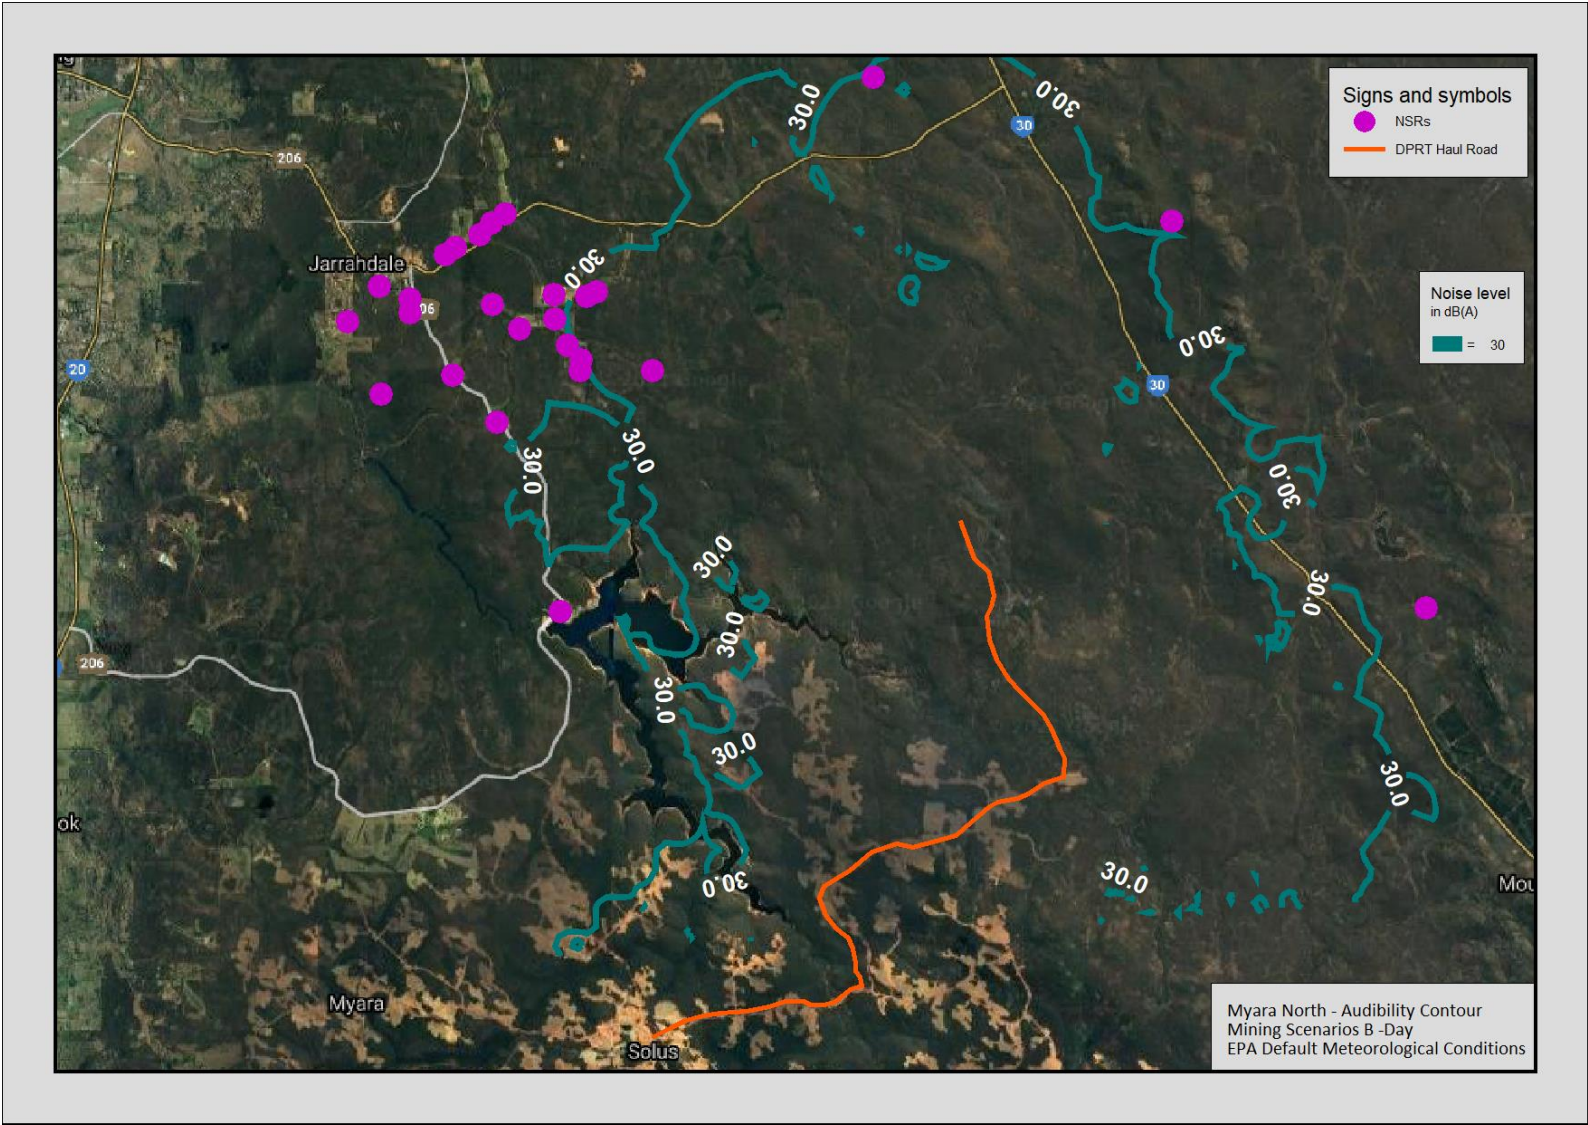 Signs and symbols
NSRs
DPRT Haul Road
Noise level
in dB(A)
= 30
30.0
30.0
30
206
Jarrahdale
30.0
06
30.0
20
30
30.0
30.0
30.0
30.0
30.0
30.0
206
30.0
30.0
30.0
ok
30.0
30.0
Mou
Myara
Solus
Myara North - Audibility Contour
Mining Scenarios B -Day
EPA Default Meteorological Conditions